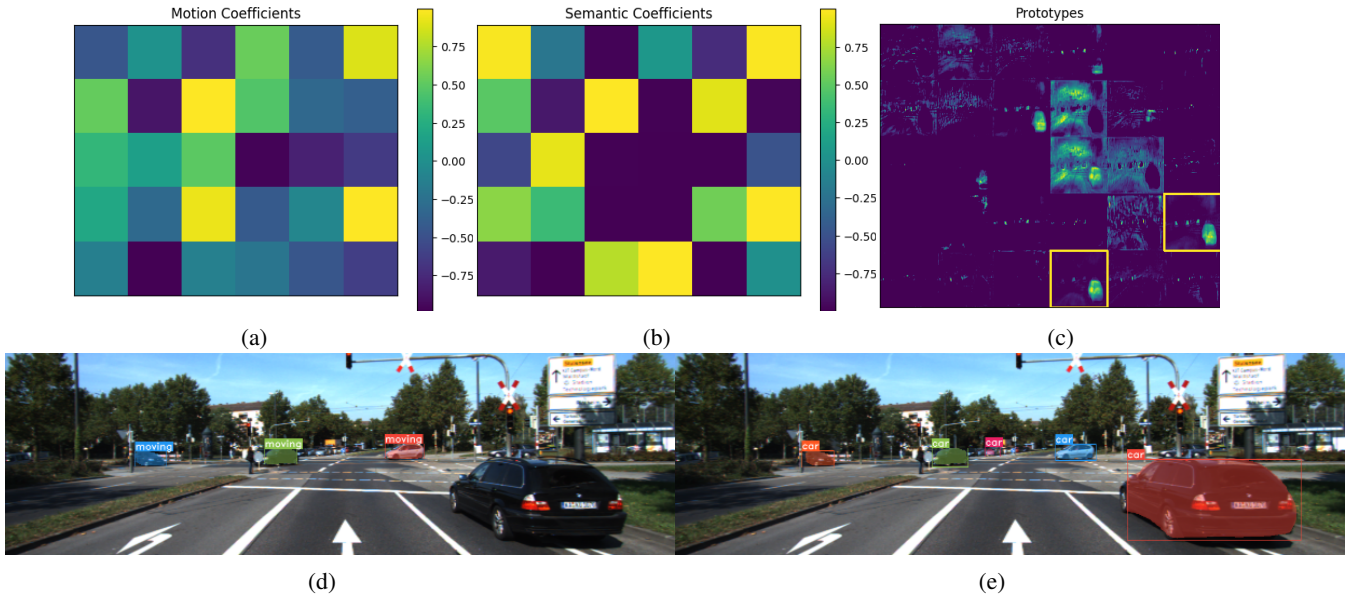 Motion Coefficients
Semantic Coefficients
Prototypes
0.75
0.50
0.25
0.00
−0.25
−0.50
−0.75
0.75
0.50
0.25
0.00
−0.25
−0.50
−0.75
(a)
(b)
(c)
moving
moving
moving
car
car
car
car
car
(d)
(e)